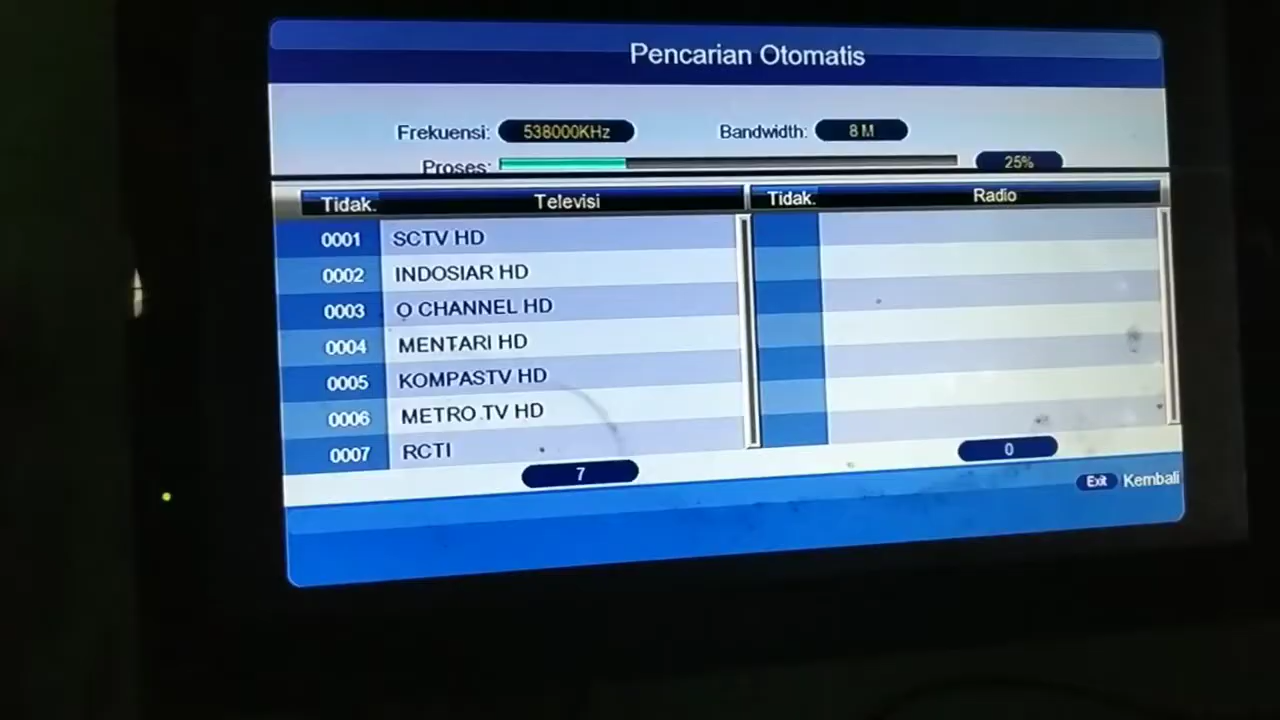 Pencarian Otomatis
Frekuensi: 538000KHz Bandwidth: 8 M
Proses: 25%
Tidak. Televisi Tidak. Radio
0001 SCTV HD
0002 INDOSIAR HD
0003 O CHANNEL HD
0004 MENTARI HD
0005 KOMPASTV HD
0006 METRO TV HD
0007 RCTI
7 0
Exit Kembali